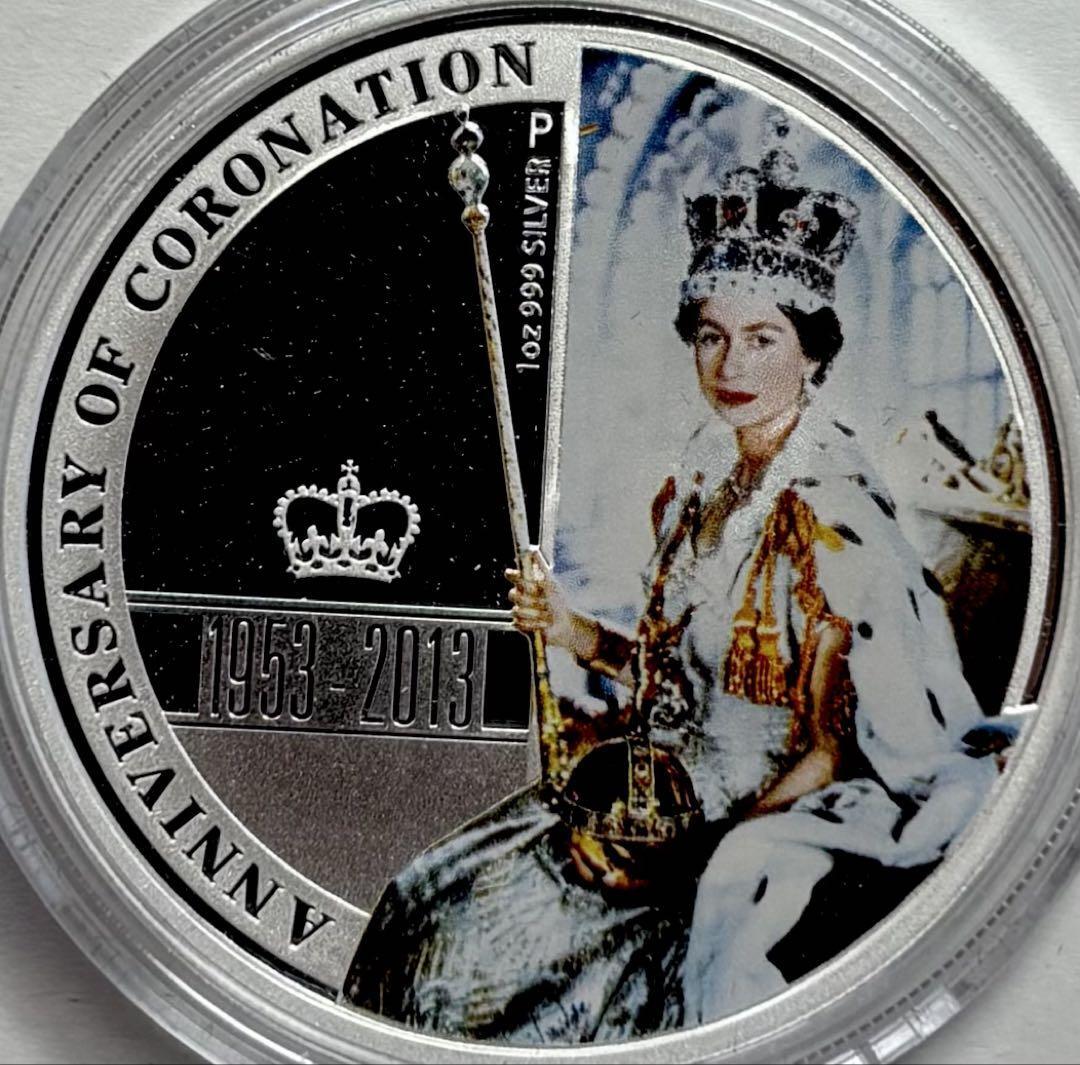 ANNIVERSARY OF CORONATION
P
1oz 999 SILVER
1953 - 2013